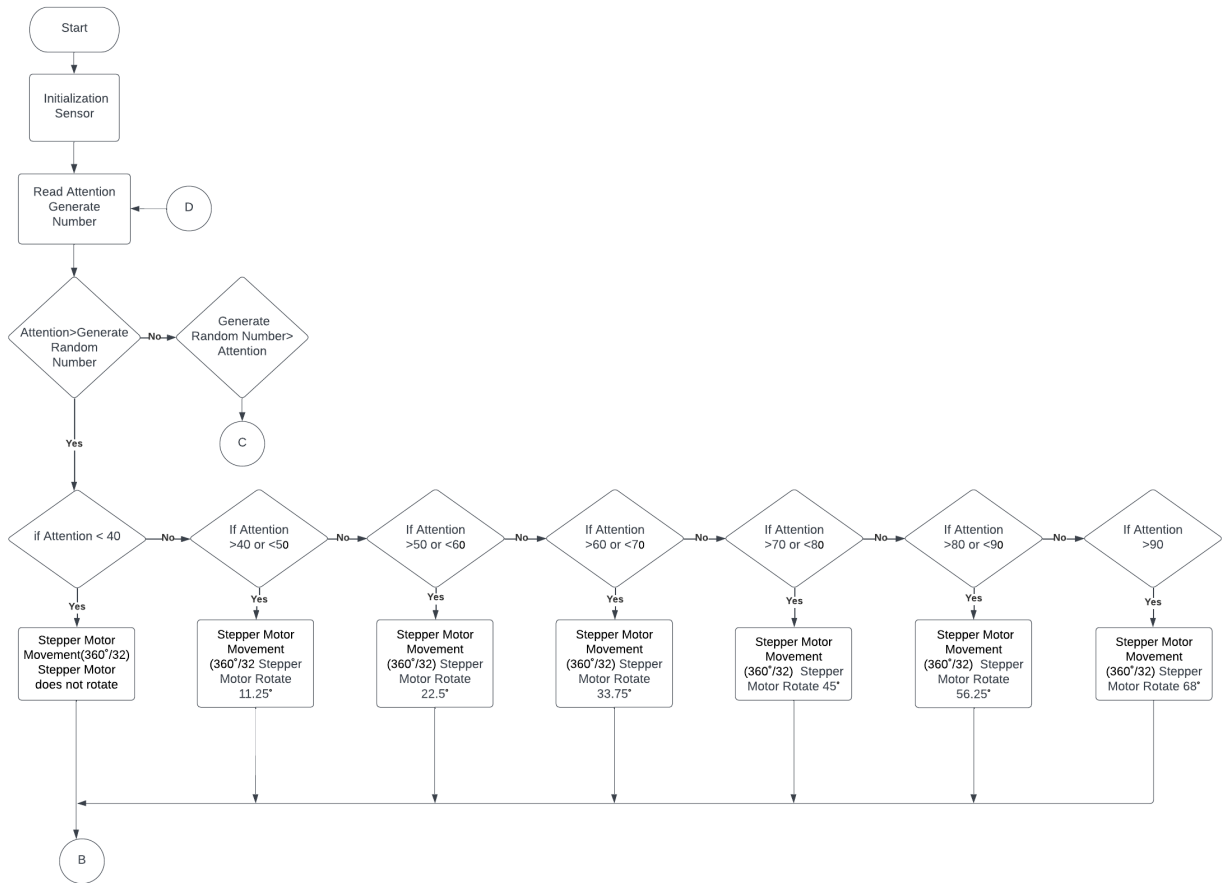 Start
Initialization
Sensor
Read Attention
Generate
Number
D
Attention>Generate
Random
Number
No
Generate
Random Number>
Attention
Yes
C
if Attention < 40
No
If Attention
>40 or <50
No
If Attention
>50 or <60
No
If Attention
>60 or <70
No
If Attention
>70 or <80
No
If Attention
>80 or <90
No
If Attention
>90
Yes
Yes
Yes
Yes
Yes
Yes
Yes
Stepper Motor
Movement(360°/32)
Stepper Motor
does not rotate
Stepper Motor
Movement
(360°/32 Stepper
Motor Rotate
11.25°
Stepper Motor
Movement
(360°/32) Stepper
Motor Rotate
22.5°
Stepper Motor
Movement
(360°/32) Stepper
Motor Rotate
33.75°
Stepper Motor
Movement
(360°/32) Stepper
Motor Rotate 45°
Stepper Motor
Movement
(360°/32) Stepper
Motor Rotate
56.25°
Stepper Motor
Movement
(360°/32) Stepper
Motor Rotate 68°
B